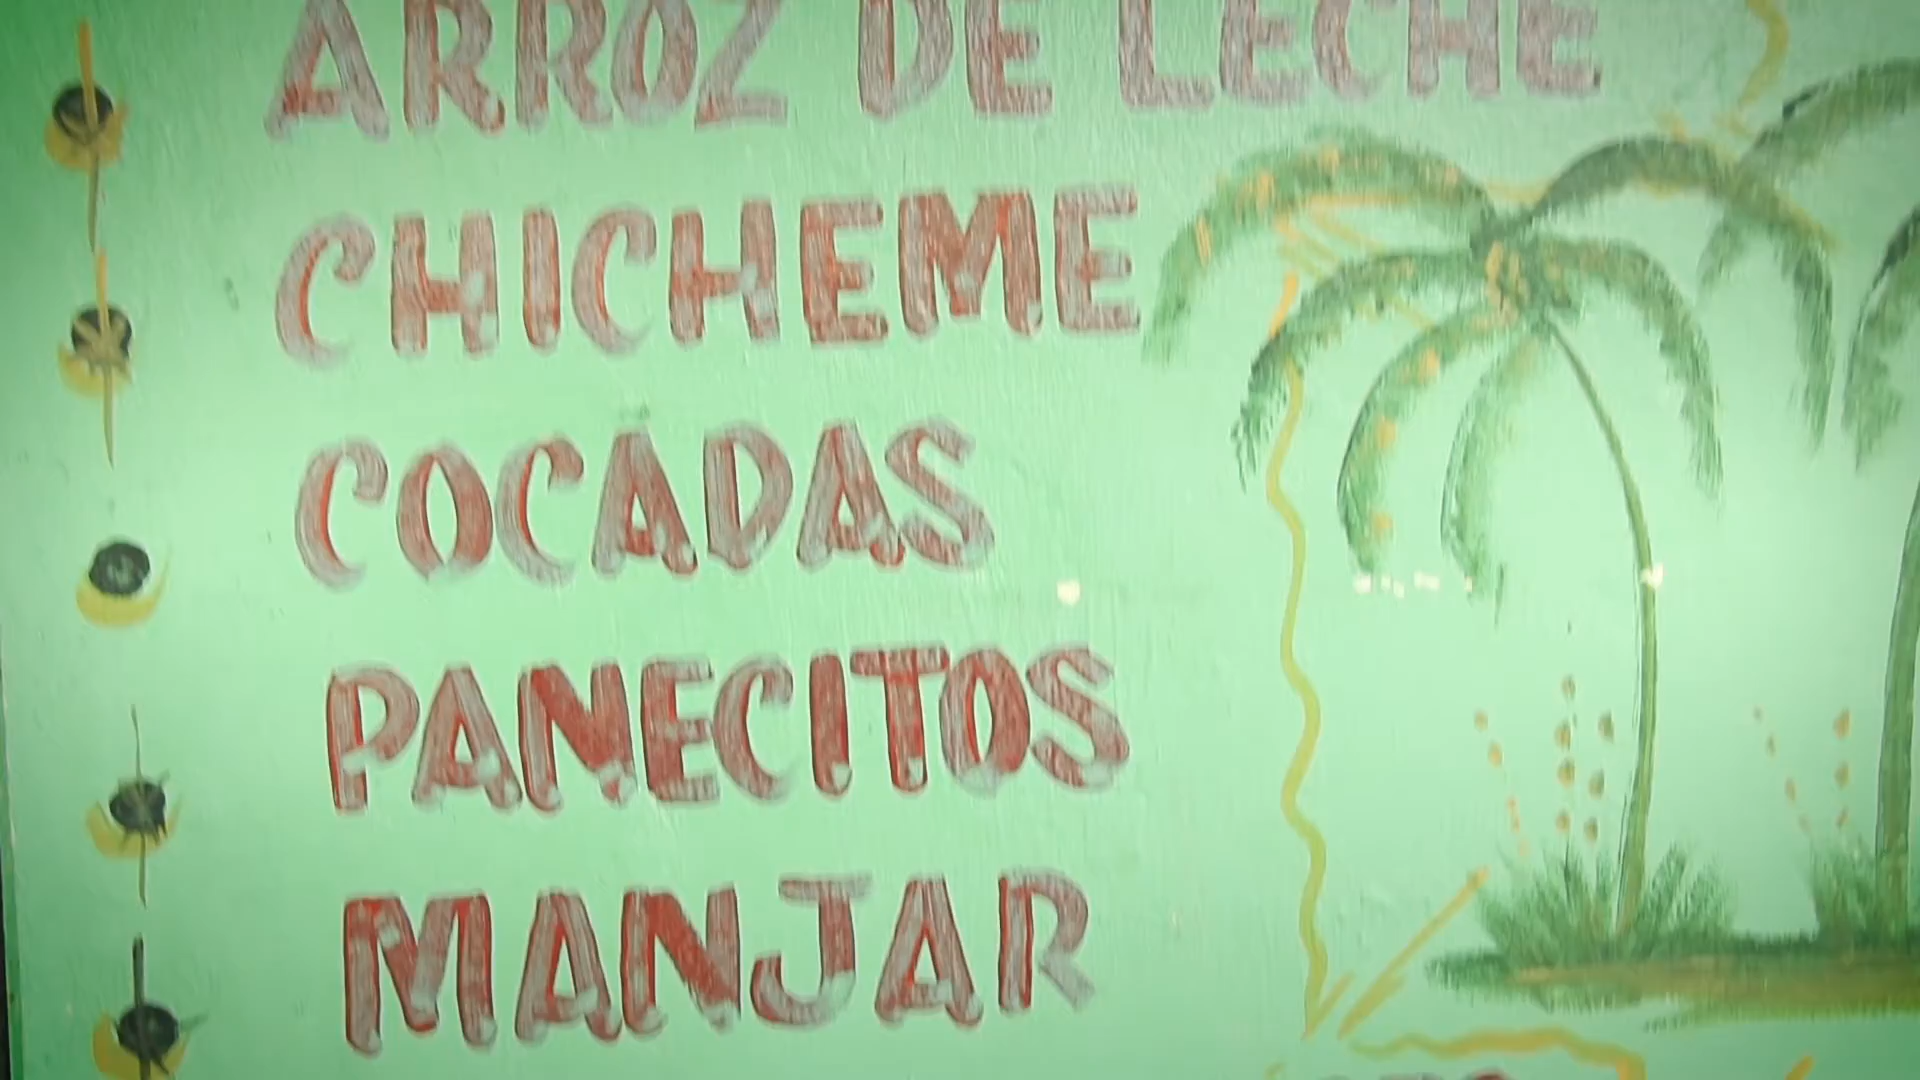 ARROZ DE LECHE
CHICHEME
COCADAS
PANECITOS
MANJAR